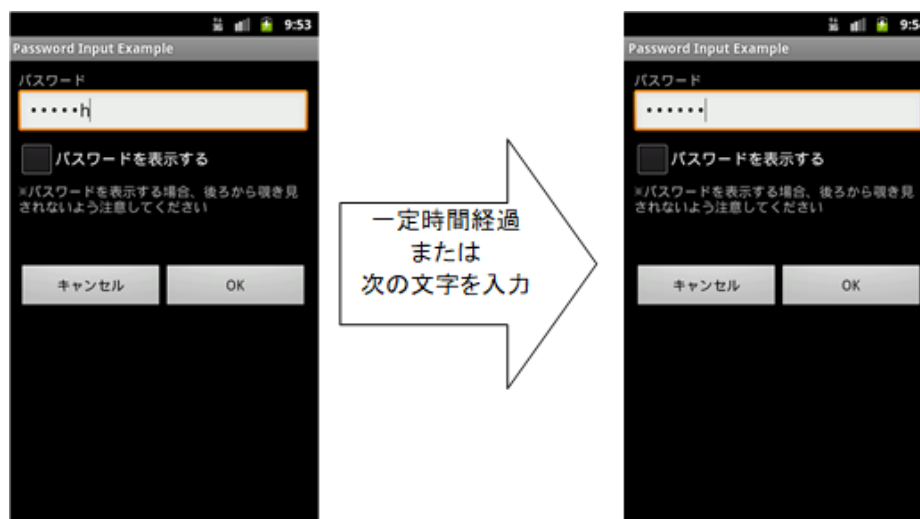 9:53
Password Input Example
パスワード
•••••h
パスワードを表示する
※パスワードを表示する場合、後ろから覗き見
されないよう注意してください
キャンセル
OK
一定時間経過
または
次の文字を入力
9:5
Password Input Example
パスワード
••••••
パスワードを表示する
※パスワードを表示する場合、後ろから覗き見
されないよう注意してください
キャンセル
OK